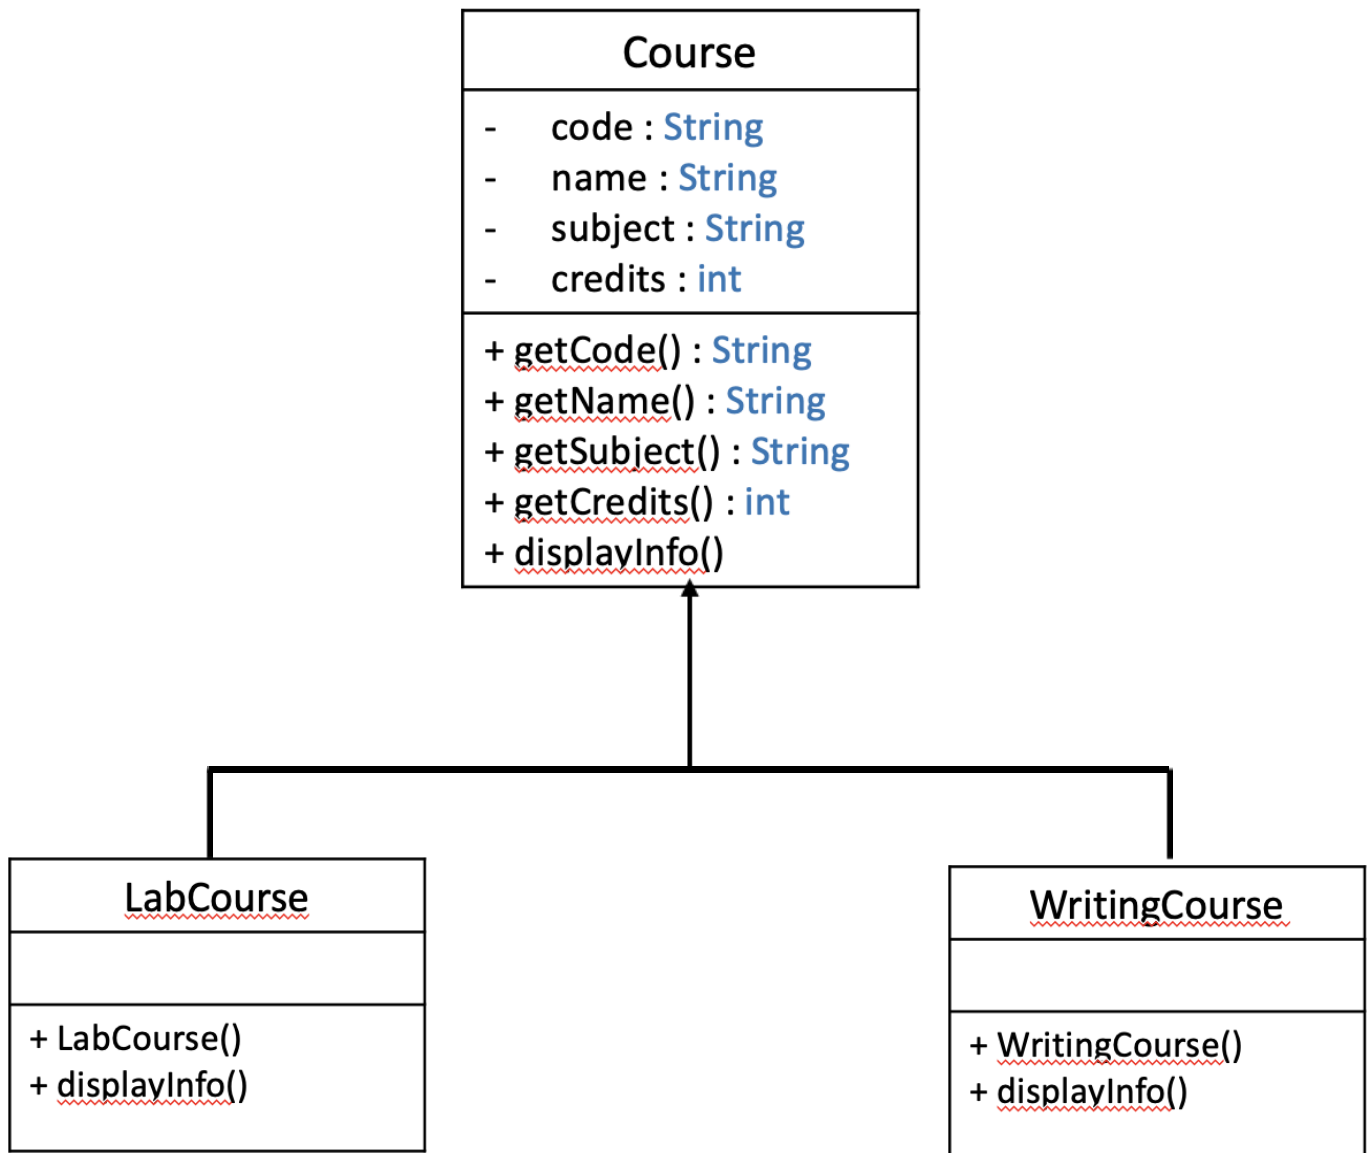 Course
- code : String
- name : String
- subject : String
- credits : int
+ getCode() : String
+ getName() : String
+ getSubject() : String
+ getCredits() : int
+ displayInfo()
LabCourse
+ LabCourse()
+ displayInfo()
WritingCourse
+ WritingCourse()
+ displayInfo()